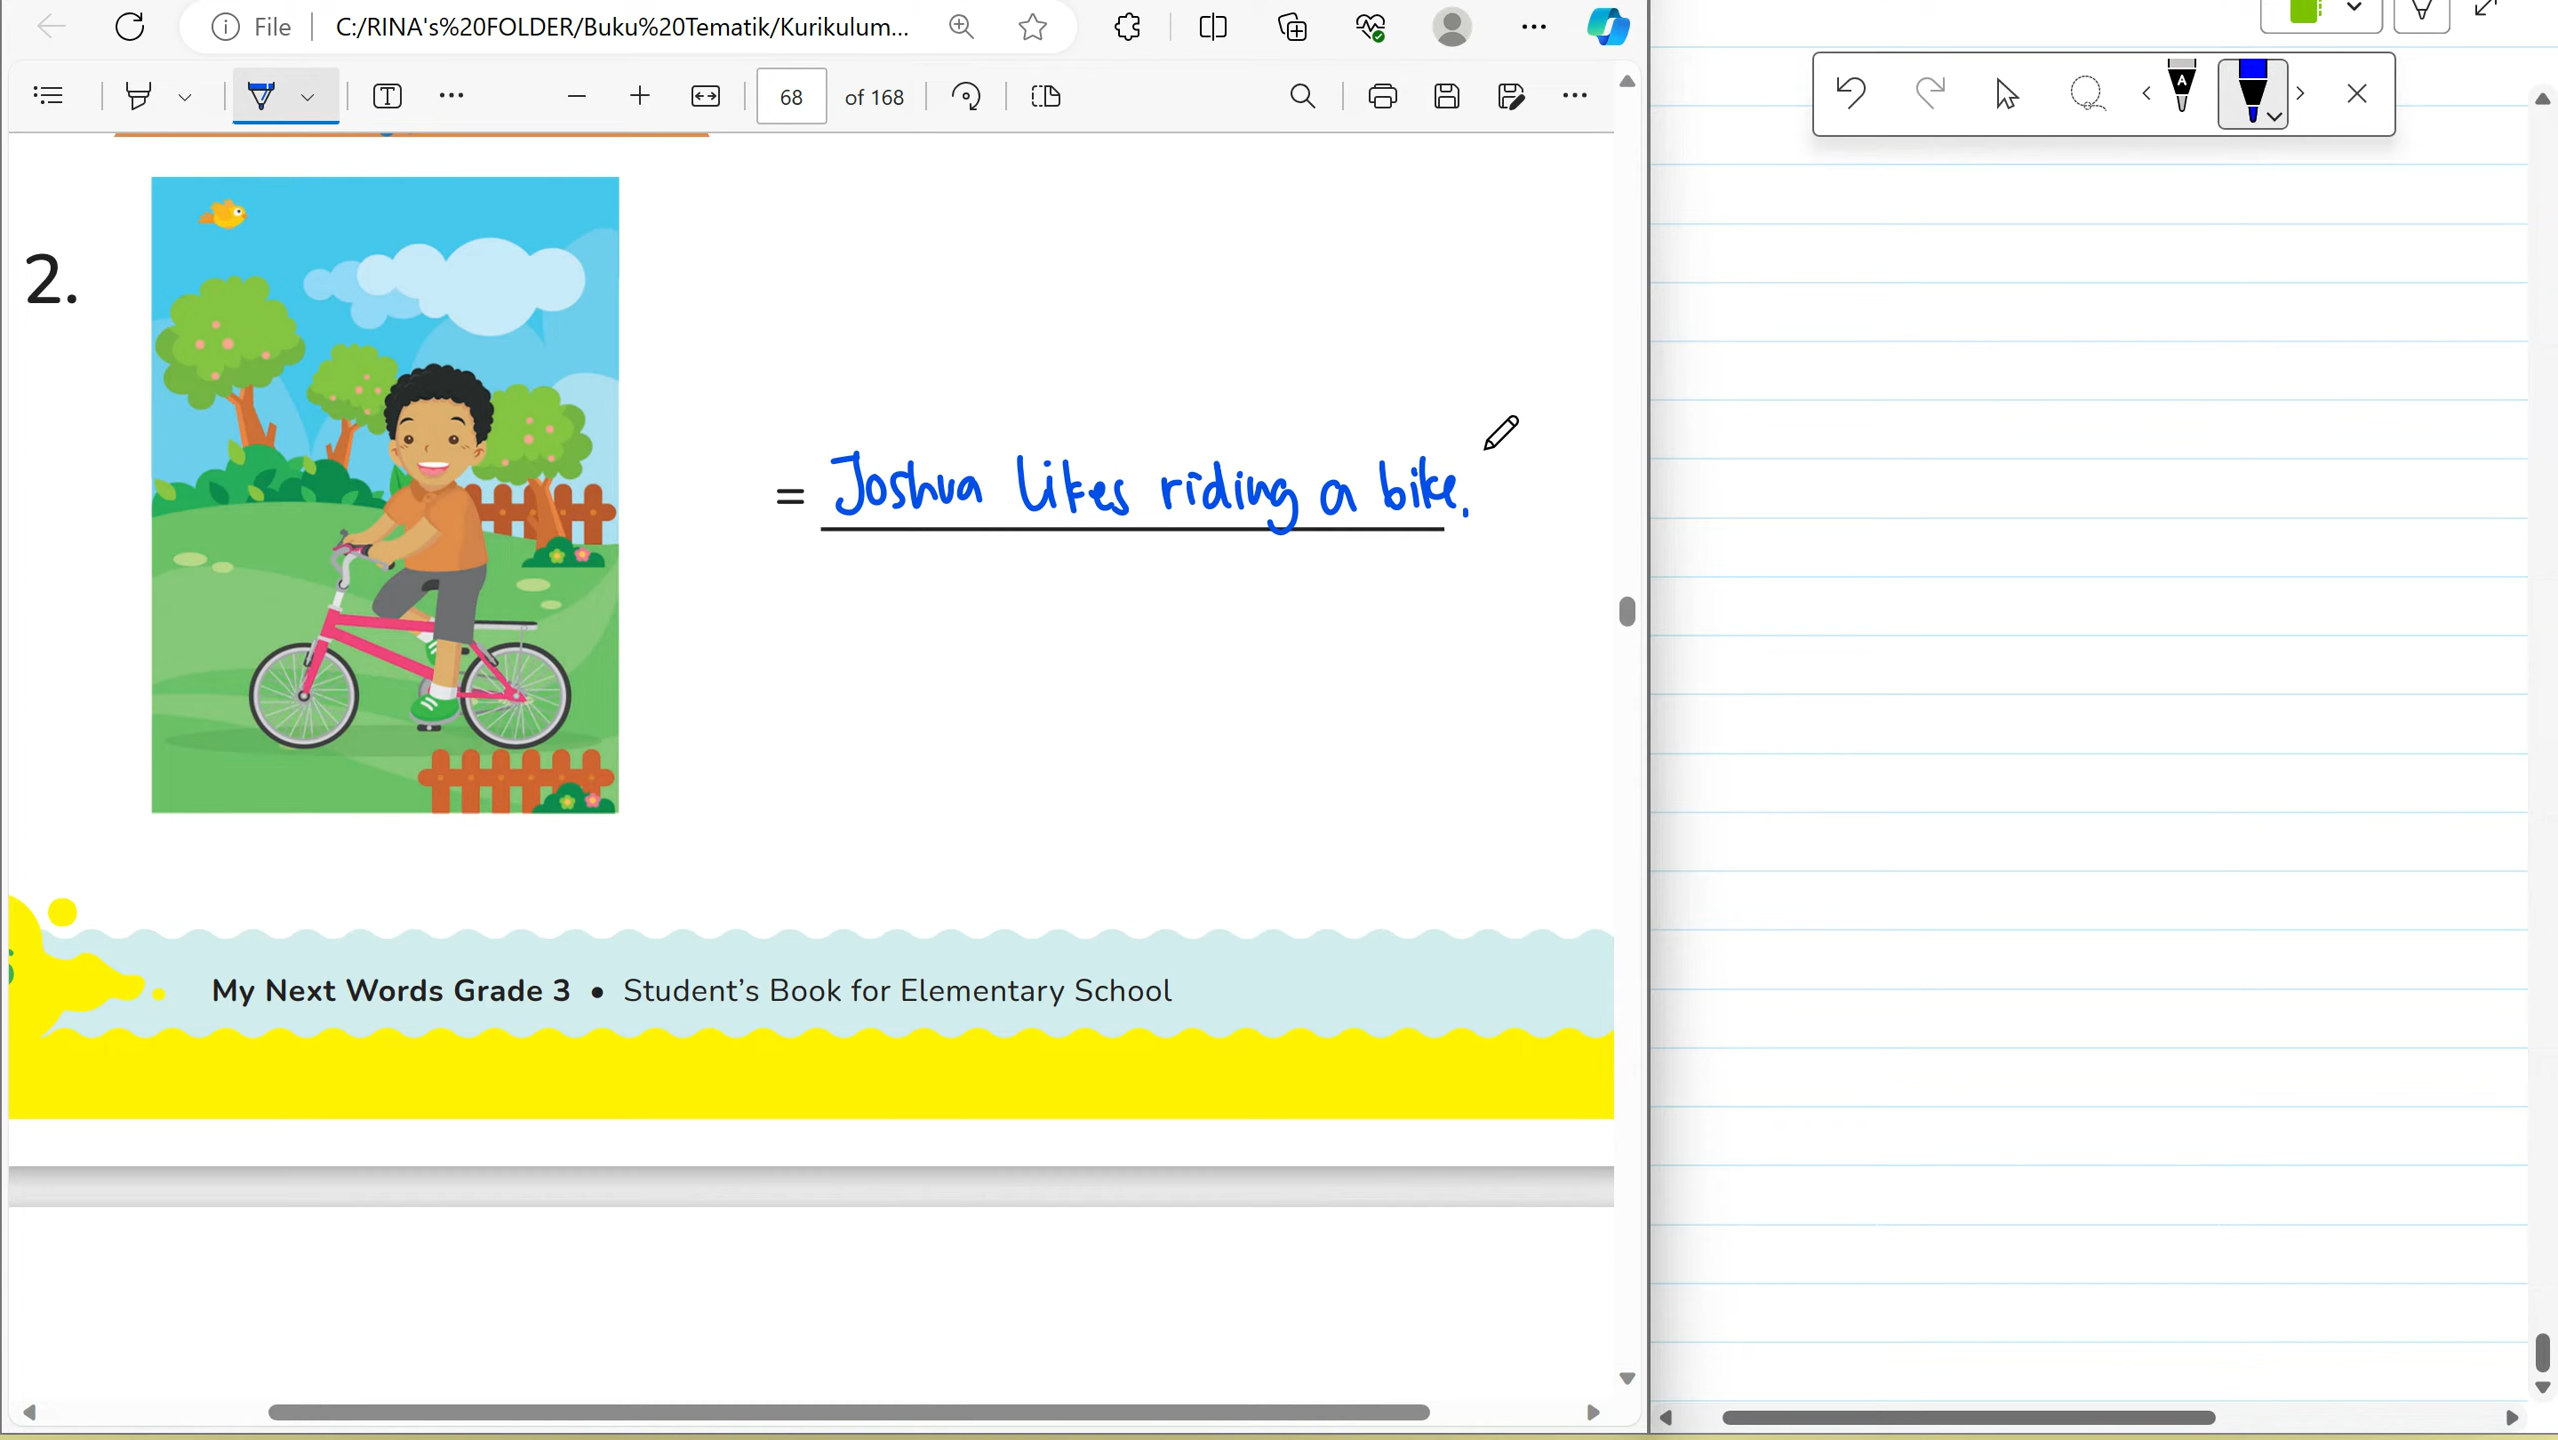 File C:/RINA's%20FOLDER/Buku%20Tematik/Kurikulum...
68 of 168
A
2.
= Joshua likes riding a bike.
My Next Words Grade 3 • Student's Book for Elementary School